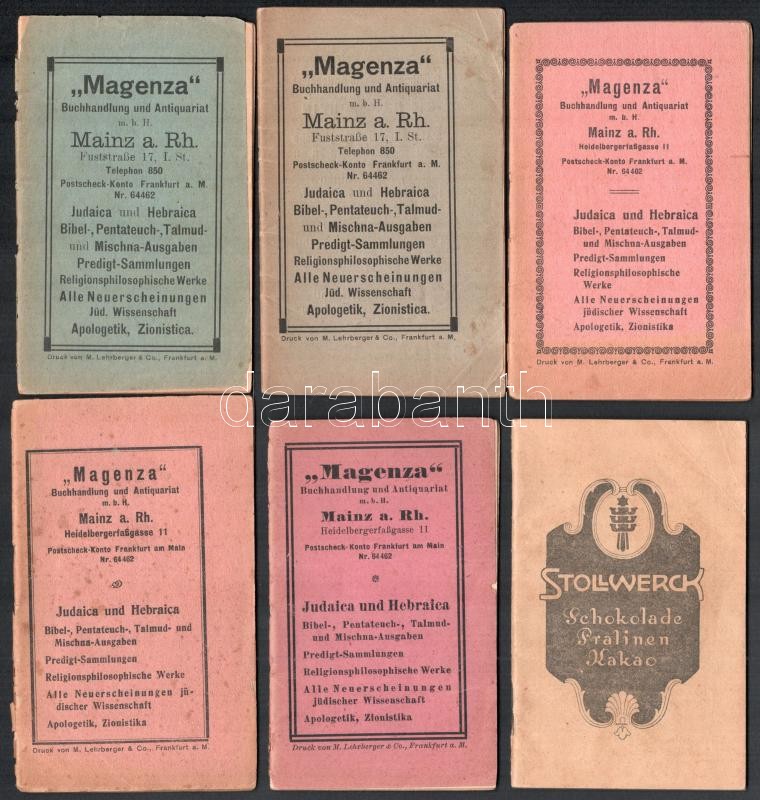 „Magenza“
Buchhandlung und Antiquariat
m. b. H.
Mainz a. Rh.
Fuststraße 17, I. St.
Telephon 850
Postscheck-Konto Frankfurt a. M.
Nr. 64462
Judaica und Hebraica
Bibel-, Pentateuch-, Talmud-
und Mischna-Ausgaben
Predigt-Sammlungen
Religionsphilosophische Werke
Alle Neuerscheinungen
Jüd. Wissenschaft
Apologetik, Zionistica.
Druck von M. Lehrberger & Co., Frankfurt a. M.
„Magenza“
Buchhandlung und Antiquariat
m. b. H.
Mainz a. Rh.
Fuststraße 17, I. St.
Telephon 850
Postscheck-Konto Frankfurt a. M.
Nr. 64462
Judaica und Hebraica
Bibel-, Pentateuch-, Talmud-
und Mischna-Ausgaben
Predigt-Sammlungen
Religionsphilosophische Werke
Alle Neuerscheinungen
Jüd. Wissenschaft
Apologetik, Zionistica.
Druck von M. Lehrberger & Co., Frankfurt a. M.
„Magenza“
Buchhandlung und Antiquariat
m. b. H.
Mainz a. Rh.
Heidelbergerfaßgasse 11
Postscheck-Konto Frankfurt a. M.
Nr. 64462
Judaica und Hebraica
Bibel-, Pentateuch-, Talmud-
und Mischna-Ausgaben
Predigt-Sammlungen
Religionsphilosophische
Werke
Alle Neuerscheinungen
jüdischer Wissenschaft
Apologetik, Zionistika
Druck von M. Lehrberger & Co., Frankfurt a. M.
darabanth
„Magenza“
Buchhandlung und Antiquariat
m. b. H.
Mainz a. Rh.
Heidelbergerfaßgasse 11
Postscheck-Konto Frankfurt am Main
Nr. 64462
Judaica und Hebraica
Bibel-, Pentateuch-, Talmud- und
Mischna-Ausgaben
Predigt-Sammlungen
Religionsphilosophische Werke
Alle Neuerscheinungen jü-
discher Wissenschaft
Apologetik, Zionistika
Druck von M. Lehrberger & Co., Frankfurt a. M.
„Magenza“
Buchhandlung und Antiquariat
m. b. H.
Mainz a. Rh.
Heidelbergerfaßgasse 11
Postscheck-Konto Frankfurt am Main
Nr. 64462
Judaica und Hebraica
Bibel-, Pentateuch-, Talmud-
und Mischna-Ausgaben
Predigt-Sammlungen
Religionsphilosophische Werke
Alle Neuerscheinungen
jüdischer Wissenschaft
Apologetik, Zionistika
Druck von M. Lehrberger & Co., Frankfurt a. M.
STOLLWERCK
Schokolade
Pralinen
Kakao